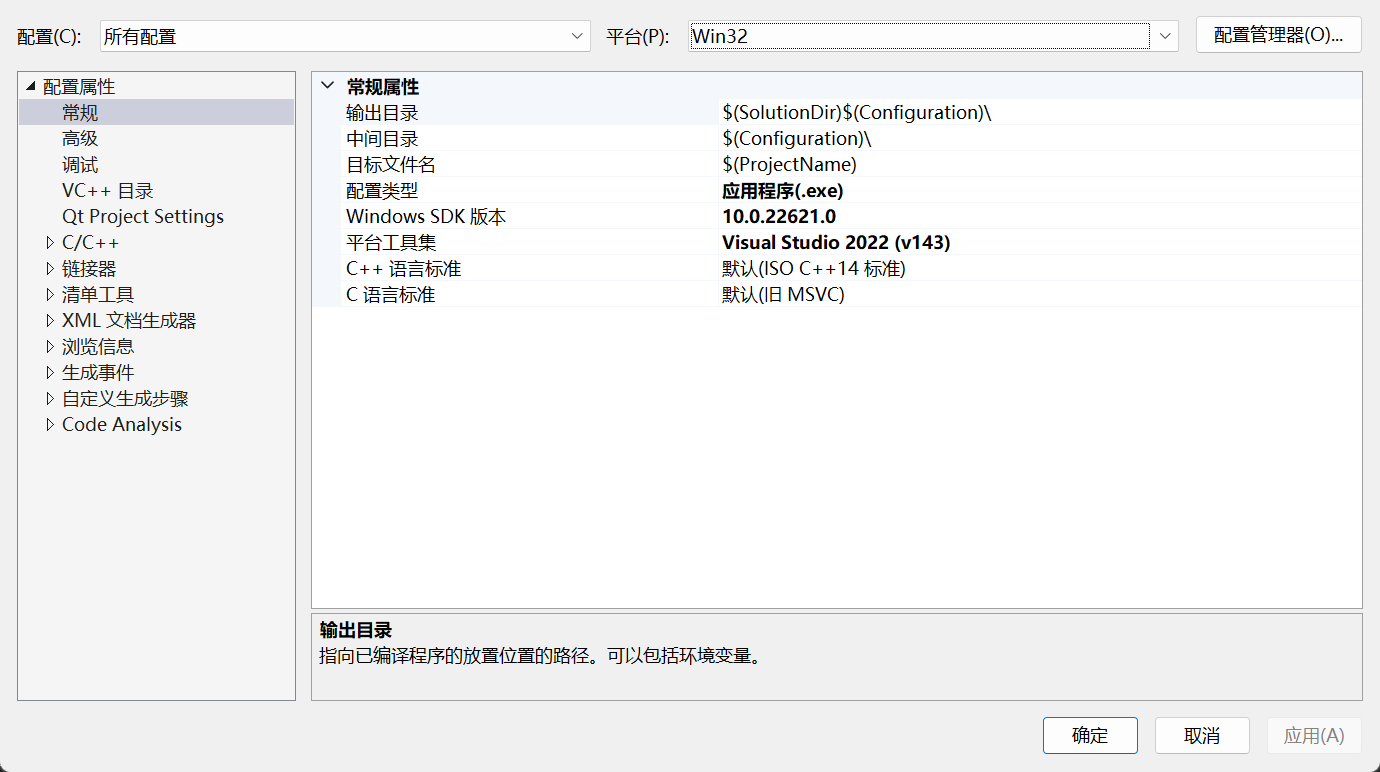 配置(C): 所有配置 平台(P): Win32 配置管理器(O)...
配置属性
常规
高级
调试
VC++ 目录
Qt Project Settings
C/C++
链接器
清单工具
XML 文档生成器
浏览信息
生成事件
自定义生成步骤
Code Analysis
常规属性
输出目录 $(SolutionDir)$(Configuration)\
中间目录 $(Configuration)\
目标文件名 $(ProjectName)
配置类型 应用程序(.exe)
Windows SDK 版本 10.0.22621.0
平台工具集 Visual Studio 2022 (v143)
C++ 语言标准 默认(ISO C++14 标准)
C 语言标准 默认(旧 MSVC)
输出目录
指向已编译程序的放置位置的路径。可以包括环境变量。
确定 取消 应用(A)